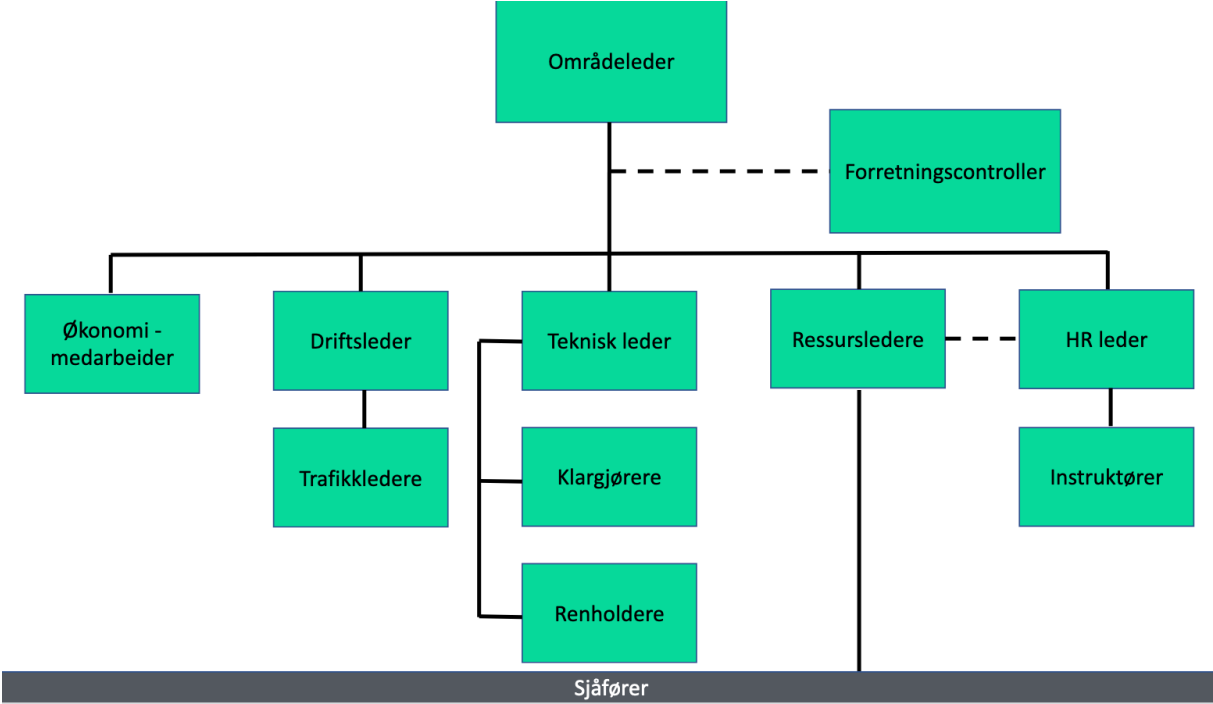 Områdeleder
Forretningscontroller
Økonomi -
medarbeider
Driftsleder
Teknisk leder
Ressursledere
HR leder
Trafikkledere
Klargjørere
Instruktører
Renholdere
Sjåfører